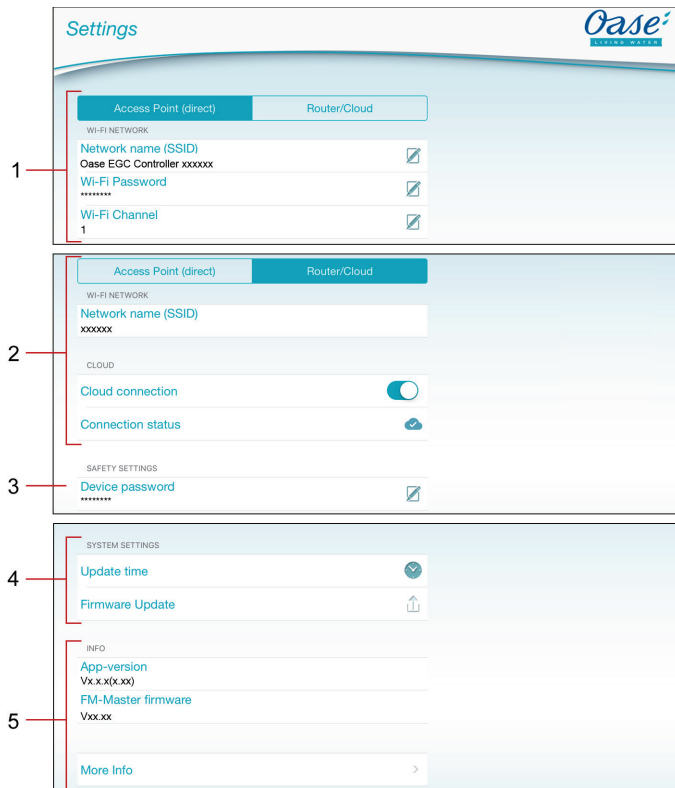 Settings
Oase
LIVING WATER
Access Point (direct) Router/Cloud
WI-FI NETWORK
Network name (SSID)
Oase EGC Controller xxxxxx
Wi-Fi Password
********
Wi-Fi Channel
1
1
Access Point (direct) Router/Cloud
WI-FI NETWORK
Network name (SSID)
xxxxxx
2
CLOUD
Cloud connection
Connection status
SAFETY SETTINGS
3
Device password
********
SYSTEM SETTINGS
4
Update time
Firmware Update
INFO
App-version
Vx.x.x(x.xx)
FM-Master firmware
Vxx.xx
5
More Info